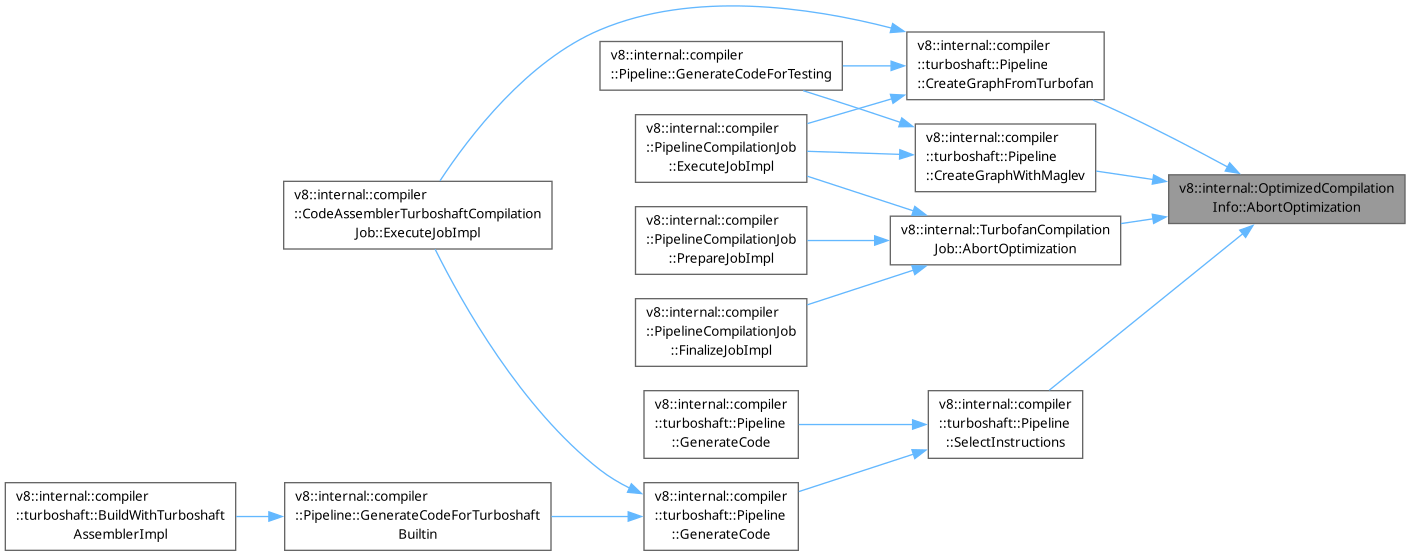 v8::internal::compiler
::turboshaft::Pipeline
::CreateGraphFromTurbofan
v8::internal::compiler
::Pipeline::GenerateCodeForTesting
v8::internal::compiler
::PipelineCompilationJob
::ExecuteJobImpl
v8::internal::compiler
::turboshaft::Pipeline
::CreateGraphWithMaglev
v8::internal::OptimizedCompilation
Info::AbortOptimization
v8::internal::compiler
::CodeAssemblerTurboshaftCompilation
Job::ExecuteJobImpl
v8::internal::compiler
::PipelineCompilationJob
::PrepareJobImpl
v8::internal::TurbofanCompilation
Job::AbortOptimization
v8::internal::compiler
::PipelineCompilationJob
::FinalizeJobImpl
v8::internal::compiler
::turboshaft::Pipeline
::GenerateCode
v8::internal::compiler
::turboshaft::Pipeline
::SelectInstructions
v8::internal::compiler
::turboshaft::BuildWithTurboshaft
AssemblerImpl
v8::internal::compiler
::Pipeline::GenerateCodeForTurboshaft
Builtin
v8::internal::compiler
::turboshaft::Pipeline
::GenerateCode